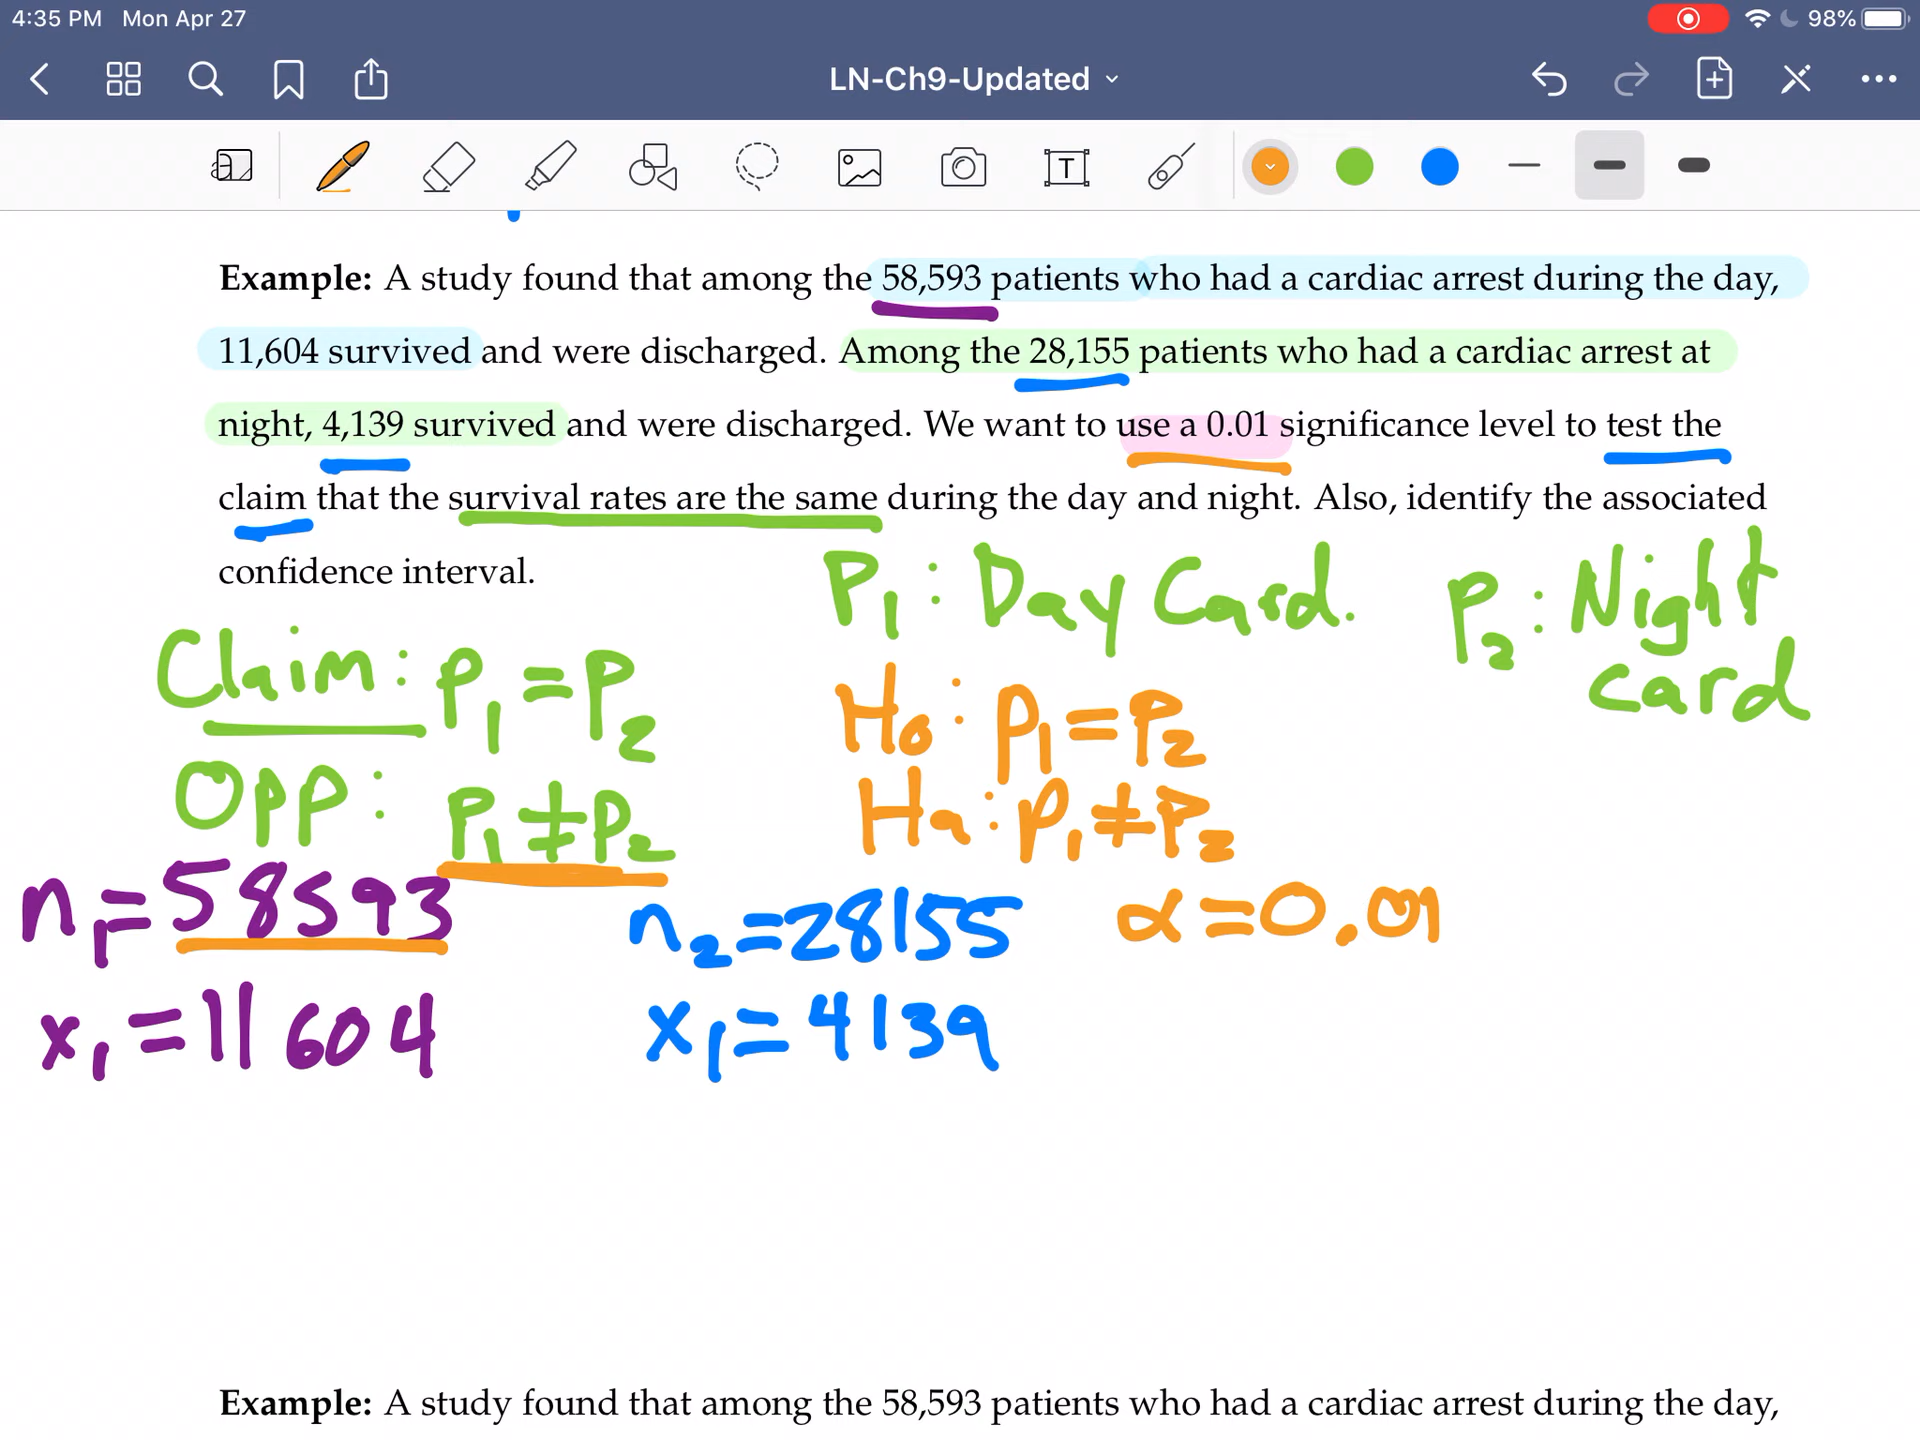 4:35 PM Mon Apr 27 98%
LN-Ch9-Updated
T
Example: A study found that among the 58,593 patients who had a cardiac arrest during the day,
11,604 survived and were discharged. Among the 28,155 patients who had a cardiac arrest at
night, 4,139 survived and were discharged. We want to use a 0.01 significance level to test the
claim that the survival rates are the same during the day and night. Also, identify the associated
confidence interval.
P₁ : Day Card. P₂ : Night card
Claim: P₁ = P₂
Ho : P₁ = P₂
Opp : P₁ ≠ P₂
Ha : P₁ ≠ P₂
n₁ = 58593 n₂ = 28155 α = 0.01
x₁ = 11604 x₁ = 4139
Example: A study found that among the 58,593 patients who had a cardiac arrest during the day,